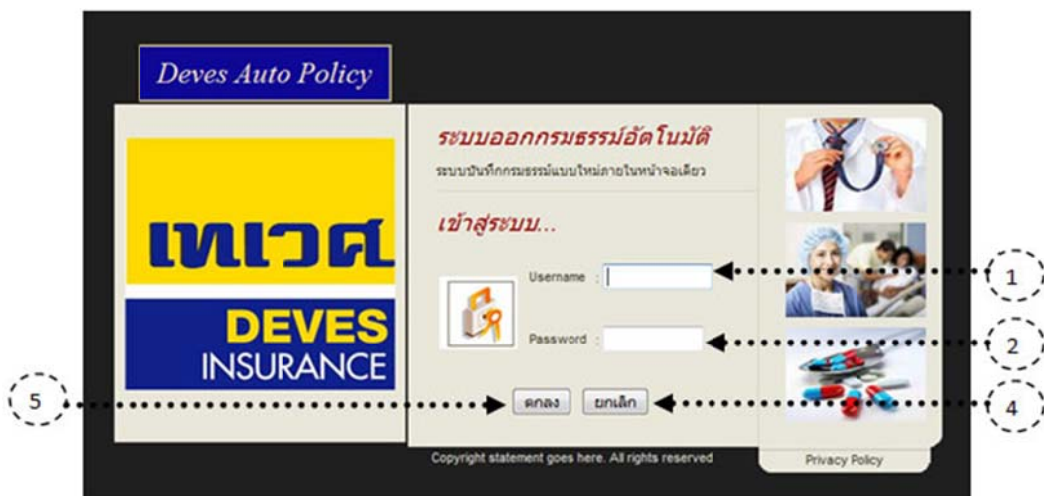 Deves Auto Policy
ระบบออกกรมธรรม์อัตโนมัติ
ระบบบันทึกกรมธรรม์แบบใหม่ภายในหน้าจอเดียว
เทเวศ
DEVES
INSURANCE
เข้าสู่ระบบ...
Username :
1
Password :
2
5
ตกลง ยกเลิก
4
Copyright statement goes here. All rights reserved
Privacy Policy